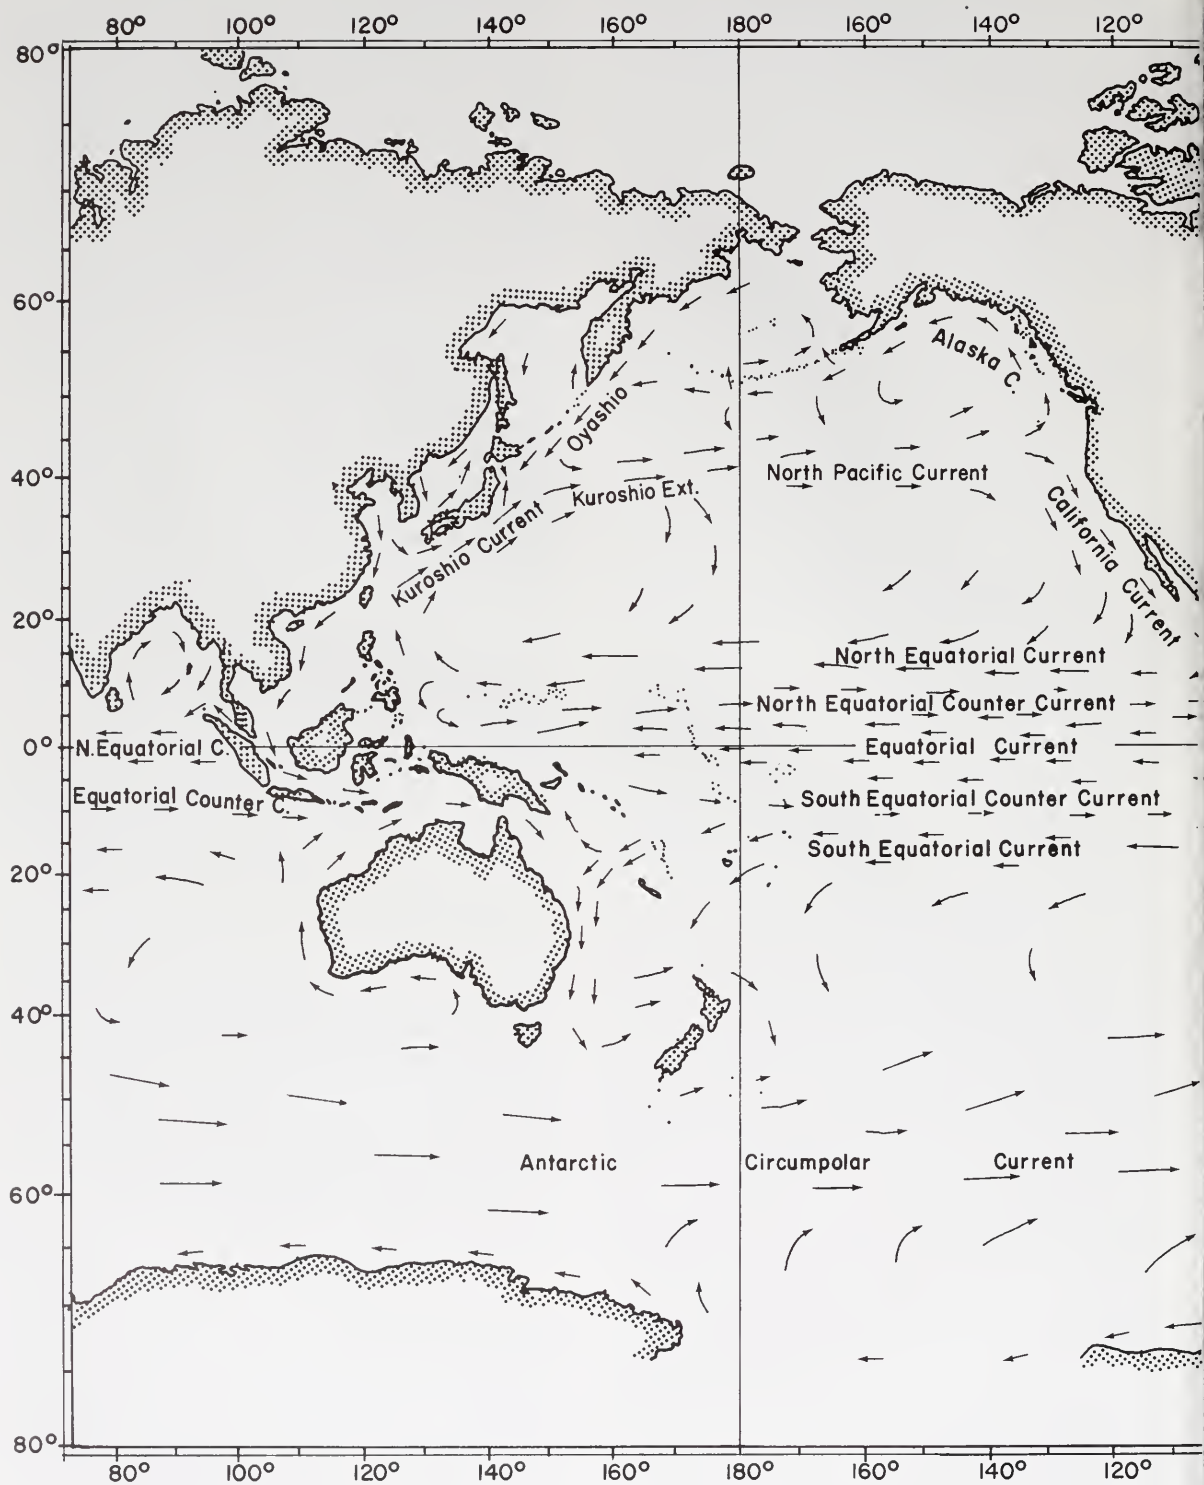 80° 100° 120° 140° 160° 180° 160° 140° 120°
80°
60°
Alaska C.
Oyashio
40°
North Pacific Current
Kuroshio Ext.
Kuroshio Current
California Current
20°
North Equatorial Current
North Equatorial Counter Current
0°
N. Equatorial C.
Equatorial Current
Equatorial Counter C.
South Equatorial Counter Current
South Equatorial Current
20°
40°
Antarctic Circumpolar Current
60°
80°
80° 100° 120° 140° 160° 180° 160° 140° 120°